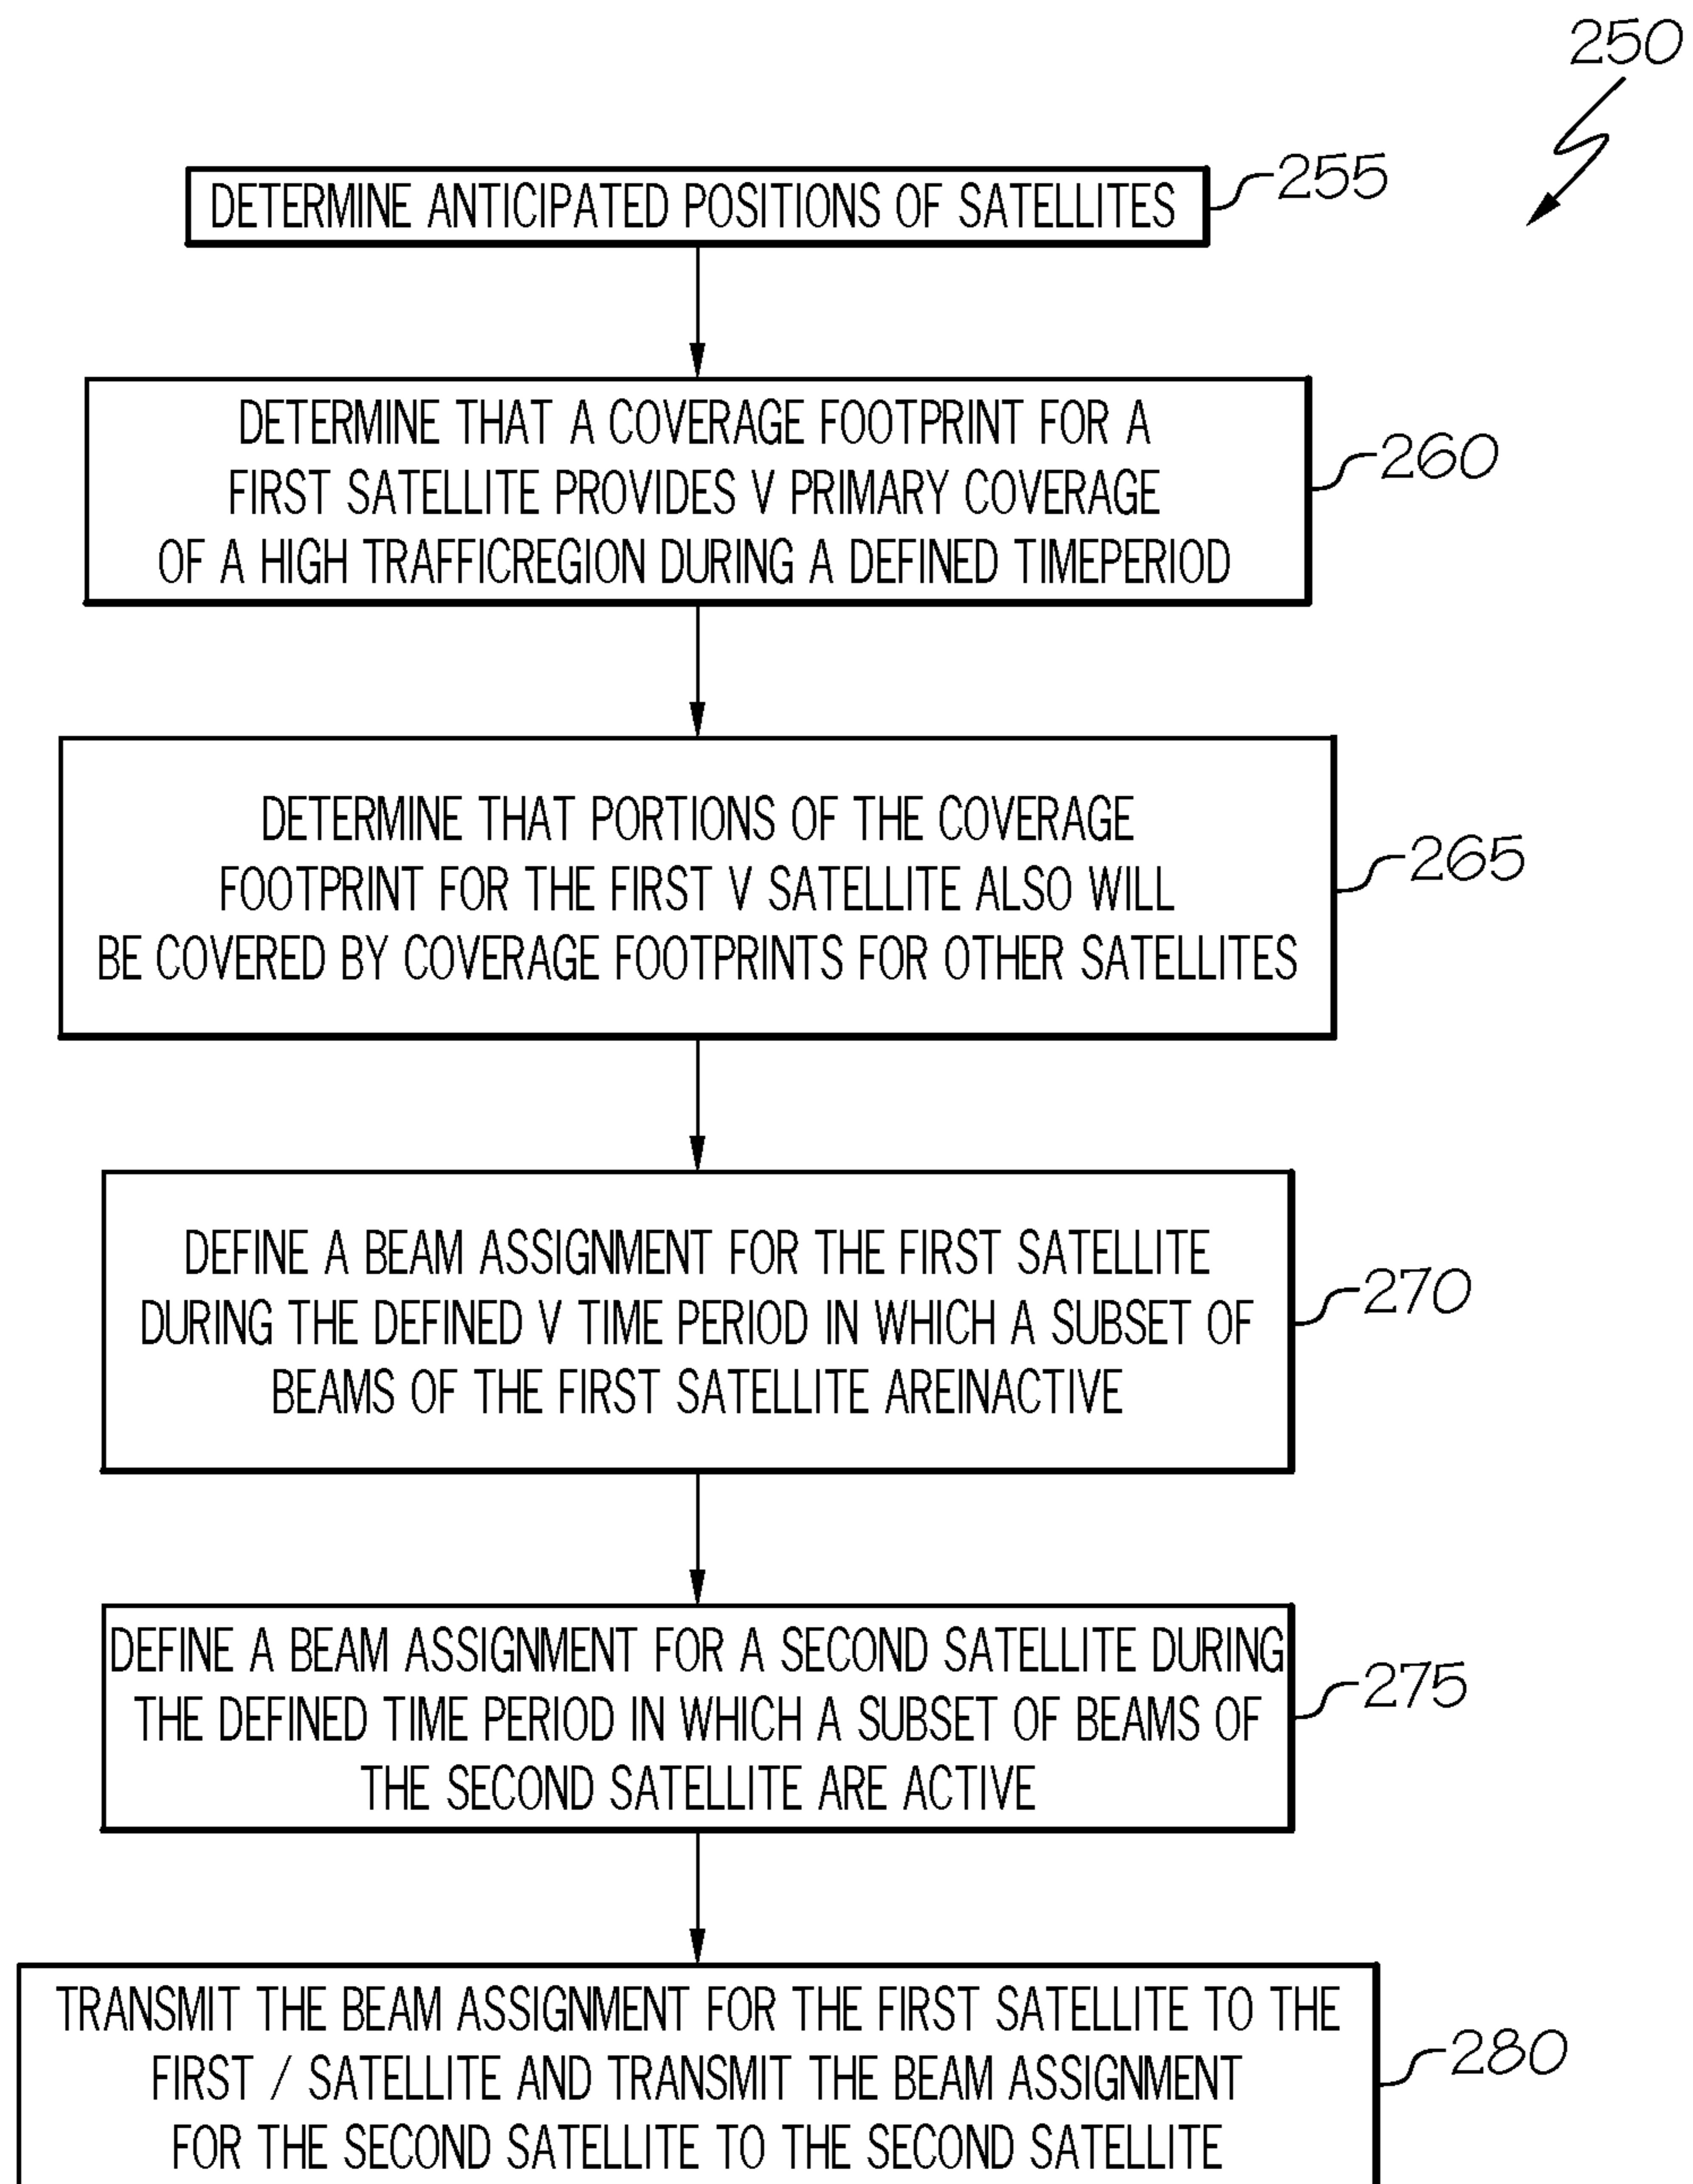 250
DETERMINE ANTICIPATED POSITIONS OF SATELLITES
255
DETERMINE THAT A COVERAGE FOOTPRINT FOR A
FIRST SATELLITE PROVIDES V PRIMARY COVERAGE
OF A HIGH TRAFFICREGION DURING A DEFINED TIMEPERIOD
260
DETERMINE THAT PORTIONS OF THE COVERAGE
FOOTPRINT FOR THE FIRST V SATELLITE ALSO WILL
BE COVERED BY COVERAGE FOOTPRINTS FOR OTHER SATELLITES
265
DEFINE A BEAM ASSIGNMENT FOR THE FIRST SATELLITE
DURING THE DEFINED V TIME PERIOD IN WHICH A SUBSET OF
BEAMS OF THE FIRST SATELLITE AREINACTIVE
270
DEFINE A BEAM ASSIGNMENT FOR A SECOND SATELLITE DURING
THE DEFINED TIME PERIOD IN WHICH A SUBSET OF BEAMS OF
THE SECOND SATELLITE ARE ACTIVE
275
TRANSMIT THE BEAM ASSIGNMENT FOR THE FIRST SATELLITE TO THE
FIRST / SATELLITE AND TRANSMIT THE BEAM ASSIGNMENT
FOR THE SECOND SATELLITE TO THE SECOND SATELLITE
280